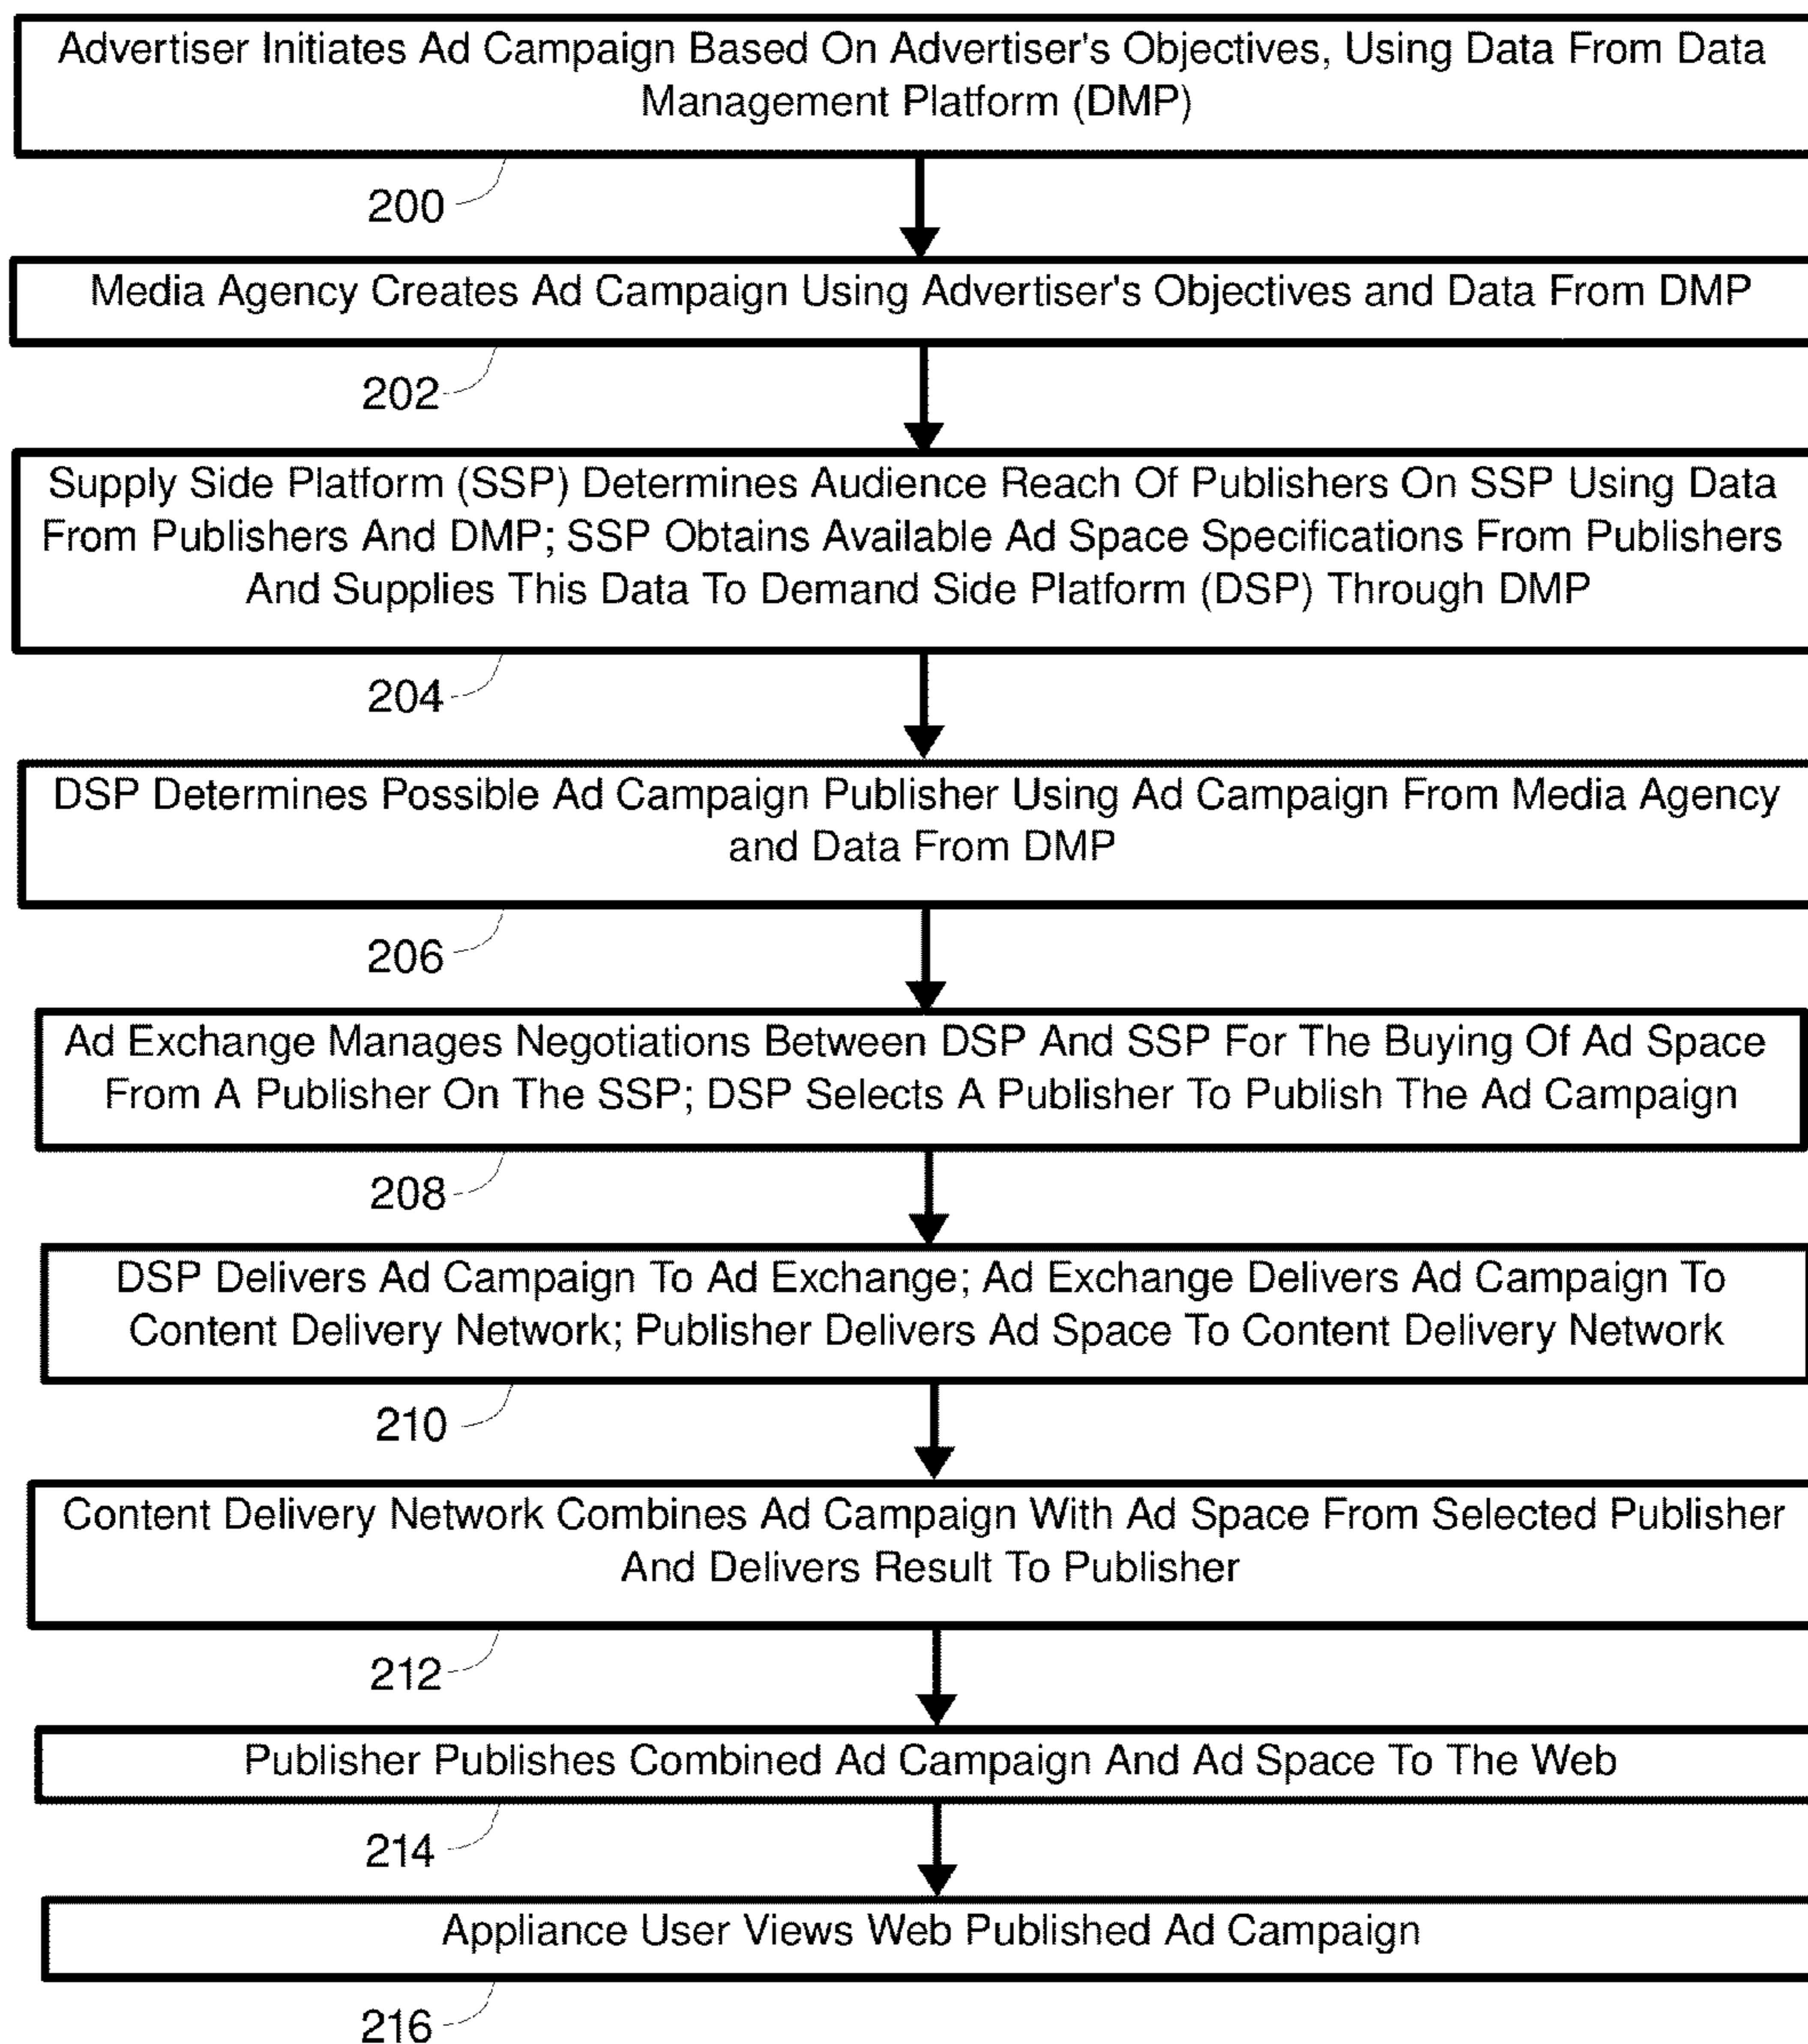 Advertiser Initiates Ad Campaign Based On Advertiser's Objectives, Using Data From Data
Management Platform (DMP)
200
Media Agency Creates Ad Campaign Using Advertiser's Objectives and Data From DMP
202
Supply Side Platform (SSP) Determines Audience Reach Of Publishers On SSP Using Data
From Publishers And DMP; SSP Obtains Available Ad Space Specifications From Publishers
And Supplies This Data To Demand Side Platform (DSP) Through DMP
204
DSP Determines Possible Ad Campaign Publisher Using Ad Campaign From Media Agency
and Data From DMP
206
Ad Exchange Manages Negotiations Between DSP And SSP For The Buying Of Ad Space
From A Publisher On The SSP; DSP Selects A Publisher To Publish The Ad Campaign
208
DSP Delivers Ad Campaign To Ad Exchange; Ad Exchange Delivers Ad Campaign To
Content Delivery Network; Publisher Delivers Ad Space To Content Delivery Network
210
Content Delivery Network Combines Ad Campaign With Ad Space From Selected Publisher
And Delivers Result To Publisher
212
Publisher Publishes Combined Ad Campaign And Ad Space To The Web
214
Appliance User Views Web Published Ad Campaign
216